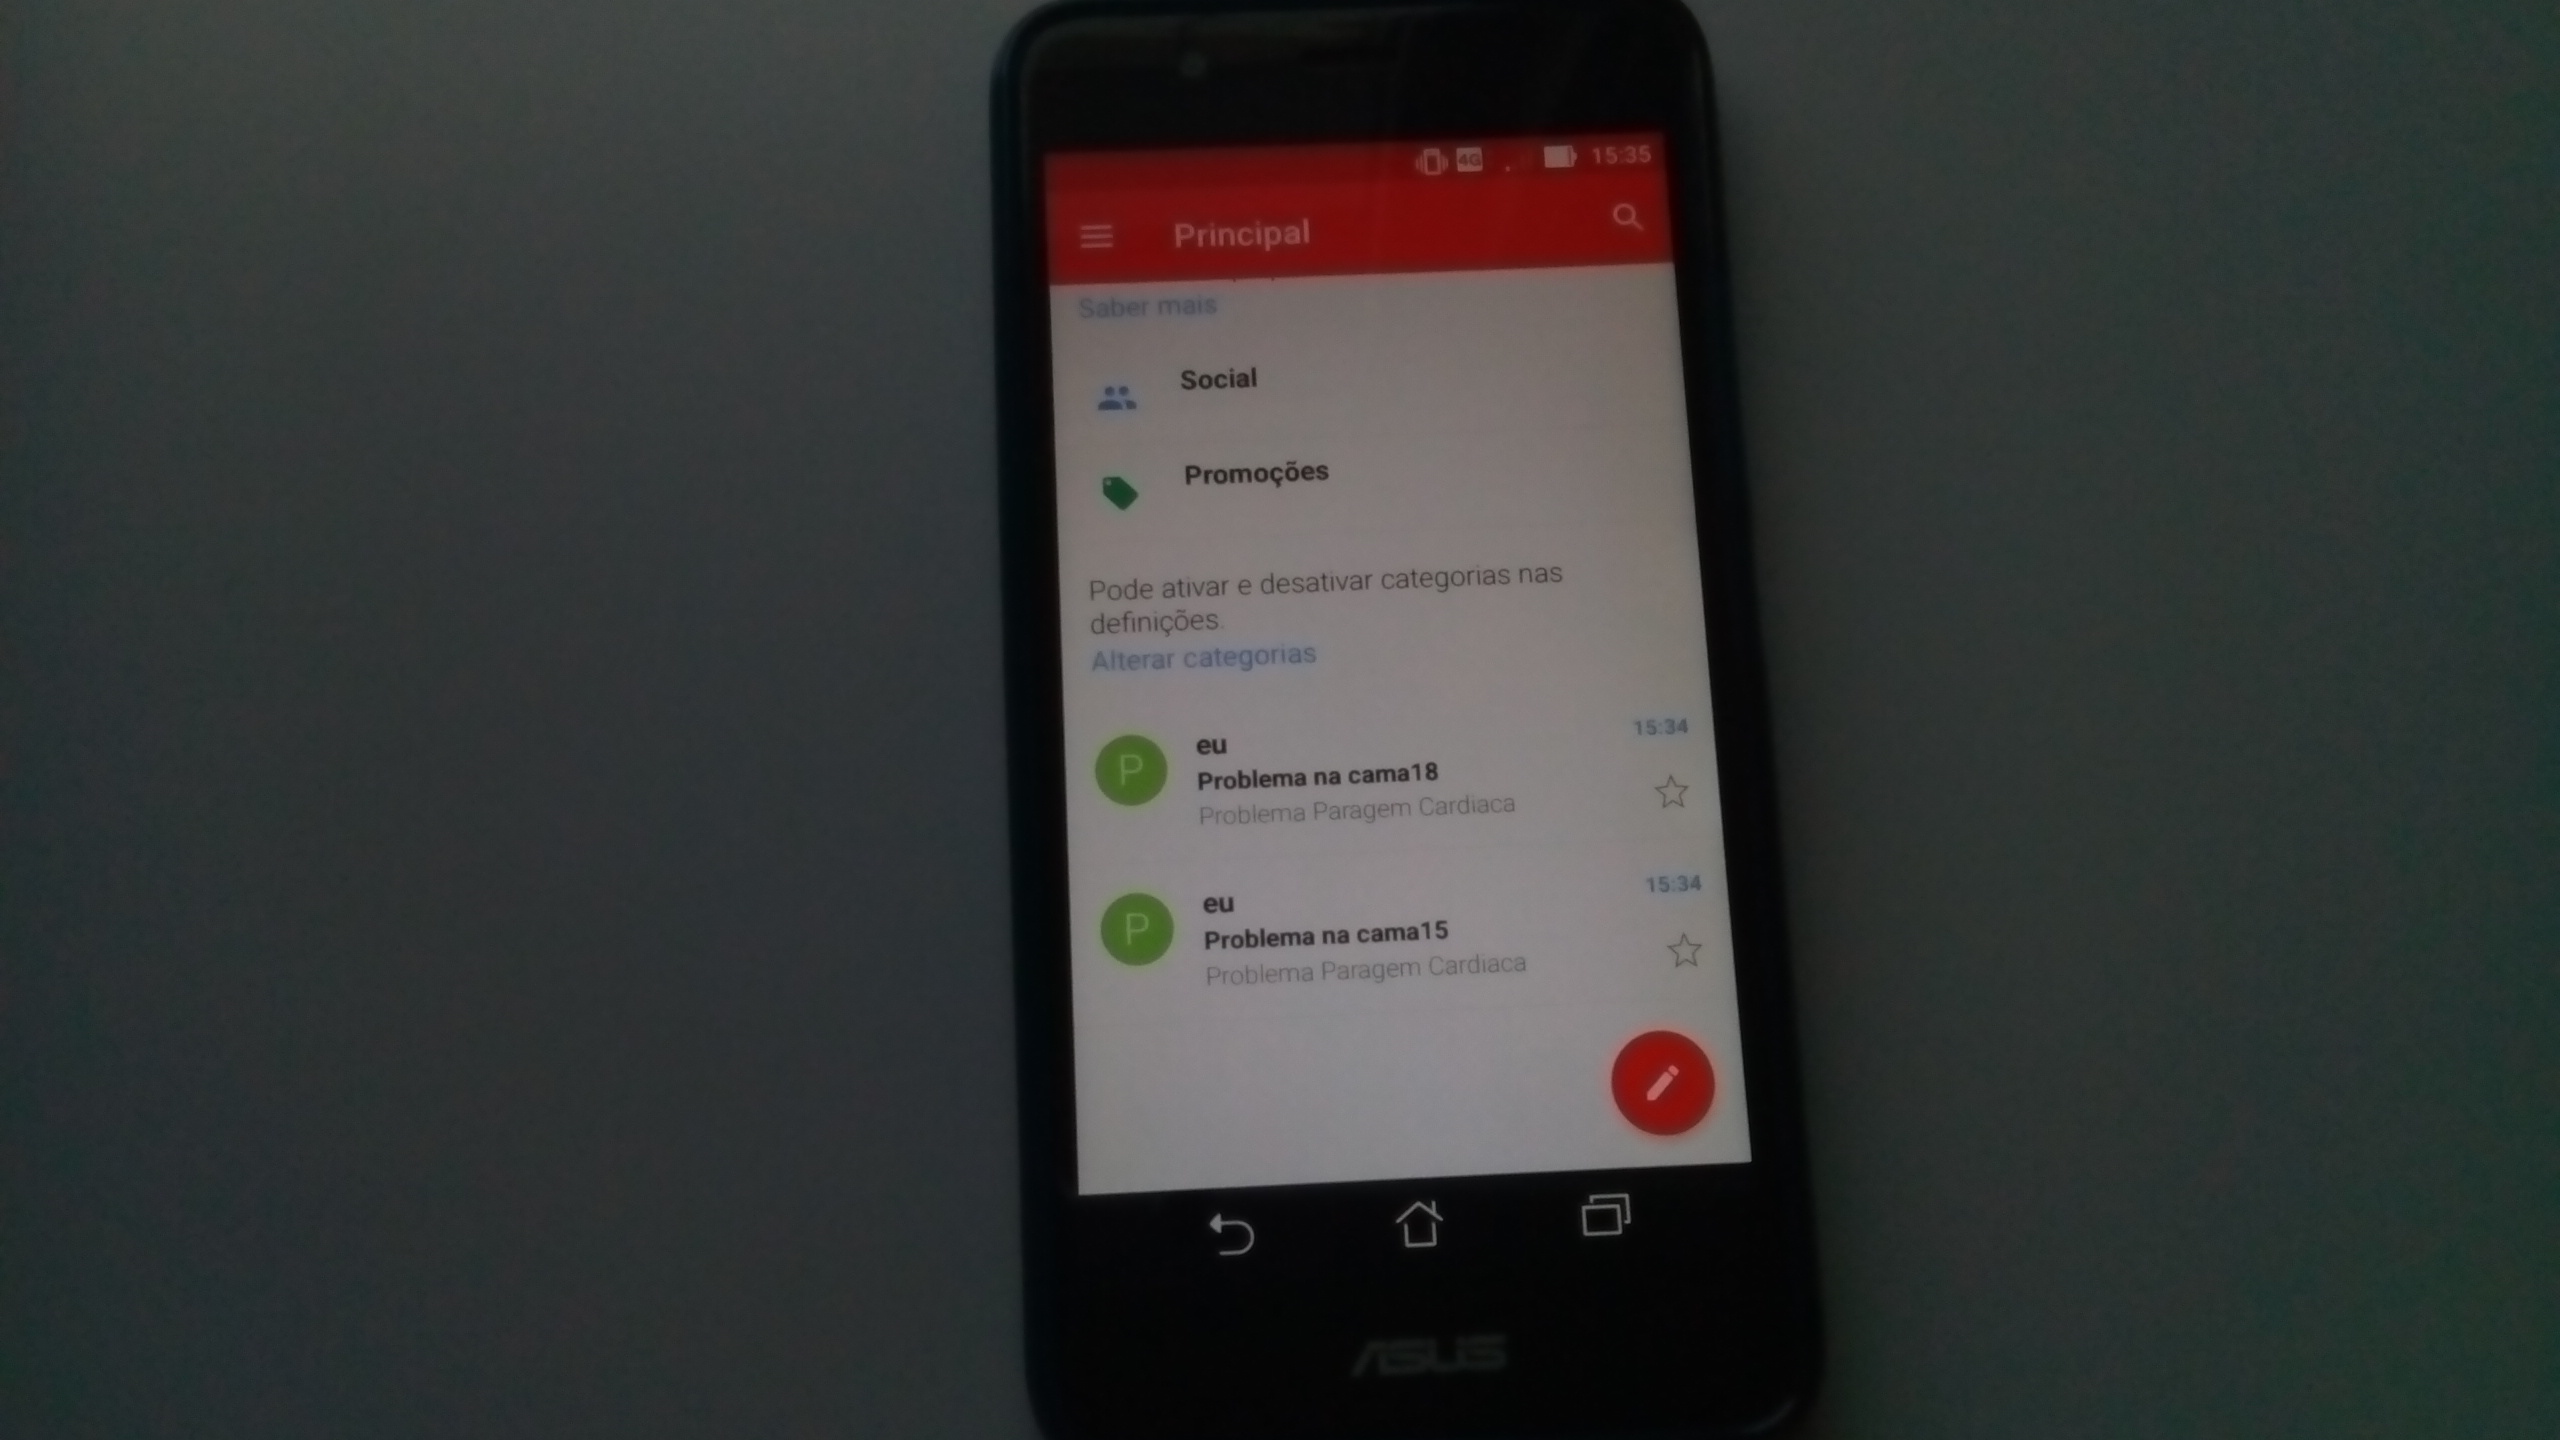 4G 15:35
Principal
Saber mais
Social
Promoções
Pode ativar e desativar categorias nas
definições.
Alterar categorias
P eu 15:34
Problema na cama18
Problema Paragem Cardiaca
P eu 15:34
Problema na cama15
Problema Paragem Cardiaca
ASUS